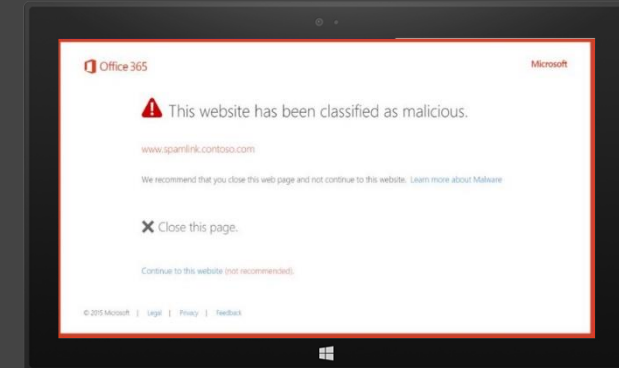 Office 365
Microsoft
This website has been classified as malicious.
www.spamlink.contoso.com
We recommend that you close this web page and not continue to this website. Learn more about Malware
Close this page.
Continue to this website (not recommended).
© 2015 Microsoft | Legal | Privacy | Feedback